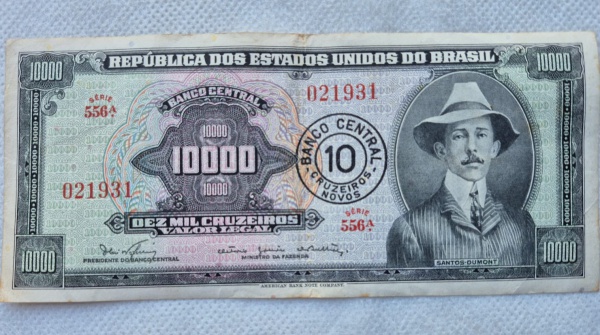 10000 REPÚBLICA DOS ESTADOS UNIDOS DO BRASIL 10000
SÉRIE
556A
BANCO CENTRAL
021931
10000
10000
10000
BANCO CENTRAL
10
CRUZEIROS
NOVOS
021931
SÉRIE
556A
DEZ MIL CRUZEIROS
VALOR LEGAL
PRESIDENTE DO BANCO CENTRAL
MINISTRO DA FAZENDA
SANTOS-DUMONT
10000
10000
AMERICAN BANK NOTE COMPANY.